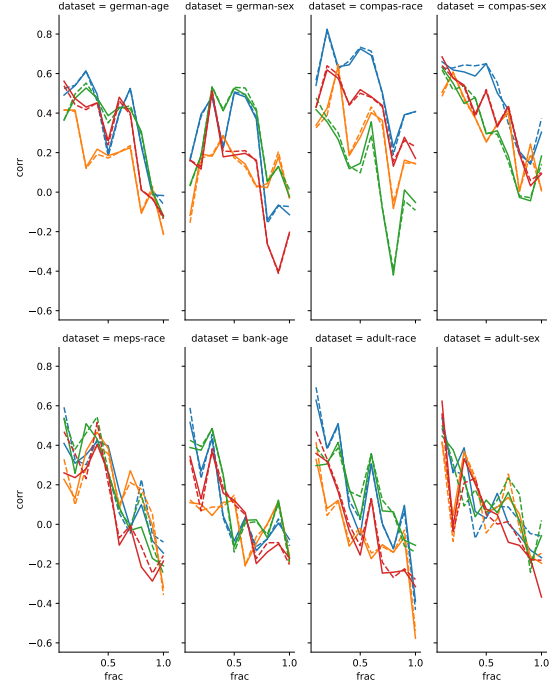 dataset = german-age
dataset = german-sex
dataset = compas-race
dataset = compas-sex
0.8
0.6
0.4
0.2
0.0
−0.2
−0.4
−0.6
corr
dataset = meps-race
dataset = bank-age
dataset = adult-race
dataset = adult-sex
0.8
0.6
0.4
0.2
0.0
−0.2
−0.4
−0.6
corr
0.5
1.0
0.5
1.0
0.5
1.0
0.5
1.0
frac
frac
frac
frac